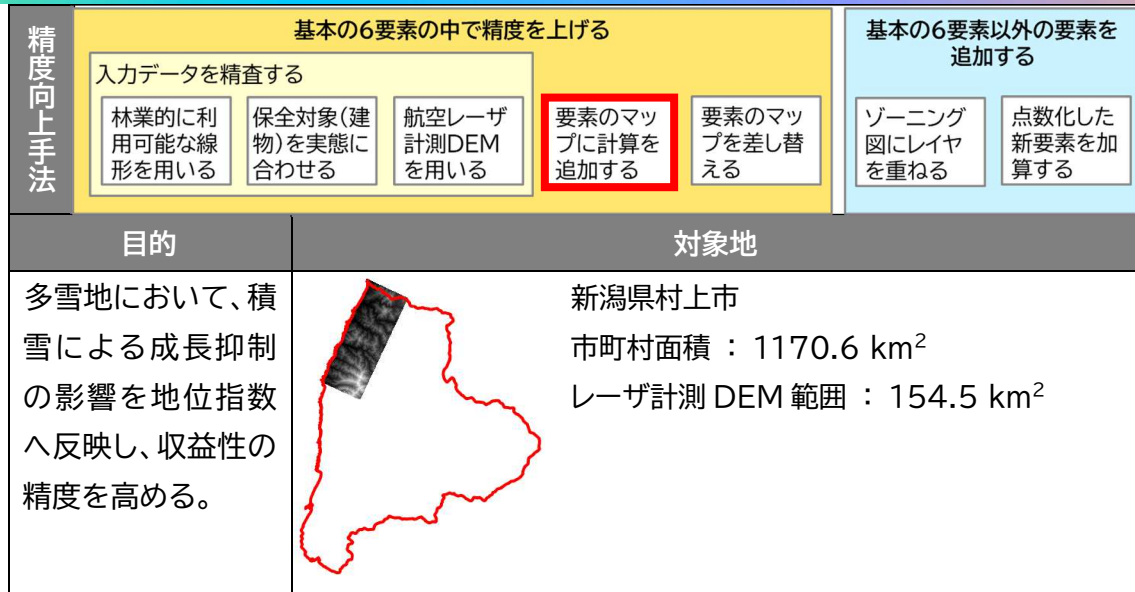 精度向上手法
基本の6要素の中で精度を上げる
入力データを精査する
林業的に利
用可能な線
形を用いる
保全対象(建
物)を実態に
合わせる
航空レーザ
計測DEM
を用いる
要素のマッ
プに計算を
追加する
要素のマッ
プを差し替
える
基本の6要素以外の要素を
追加する
ゾーニング
図にレイヤ
を重ねる
点数化した
新要素を加
算する
目的
対象地
多雪地において、積
雪による成長抑制
の影響を地位指数
へ反映し、収益性の
精度を高める。
新潟県村上市
市町村面積 : 1170.6 km²
レーザ計測 DEM 範囲 : 154.5 km²